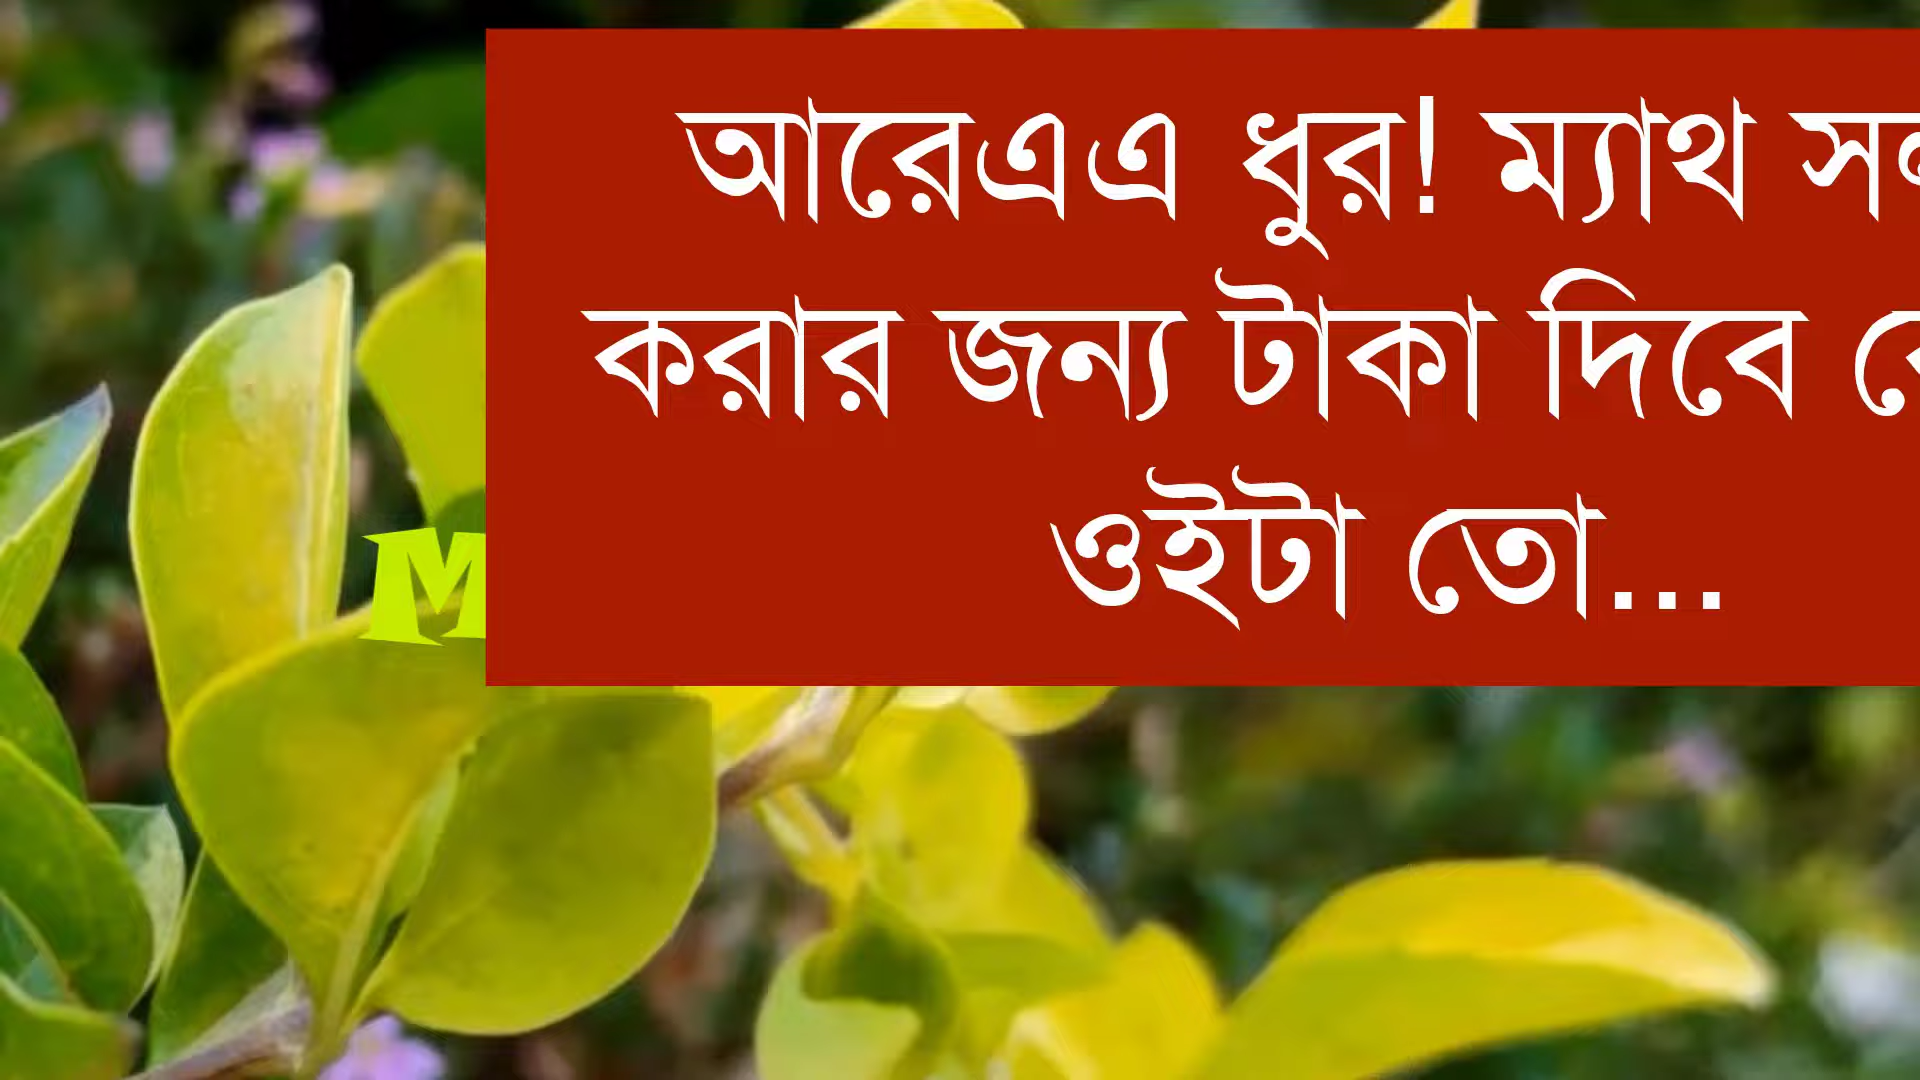 আরেএএ ধুর! ম্যাথ
করার জন্য টাকা দিবে
ওইটা তো...